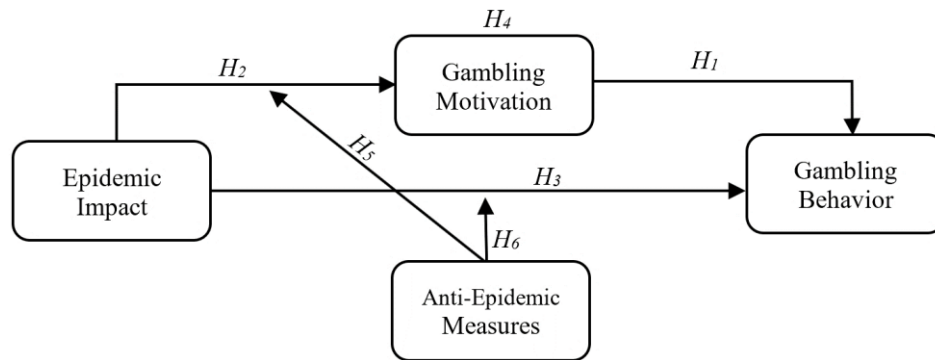 H4
H2
Gambling
Motivation
H1
H5
Epidemic
Impact
H3
Gambling
Behavior
H6
Anti-Epidemic
Measures